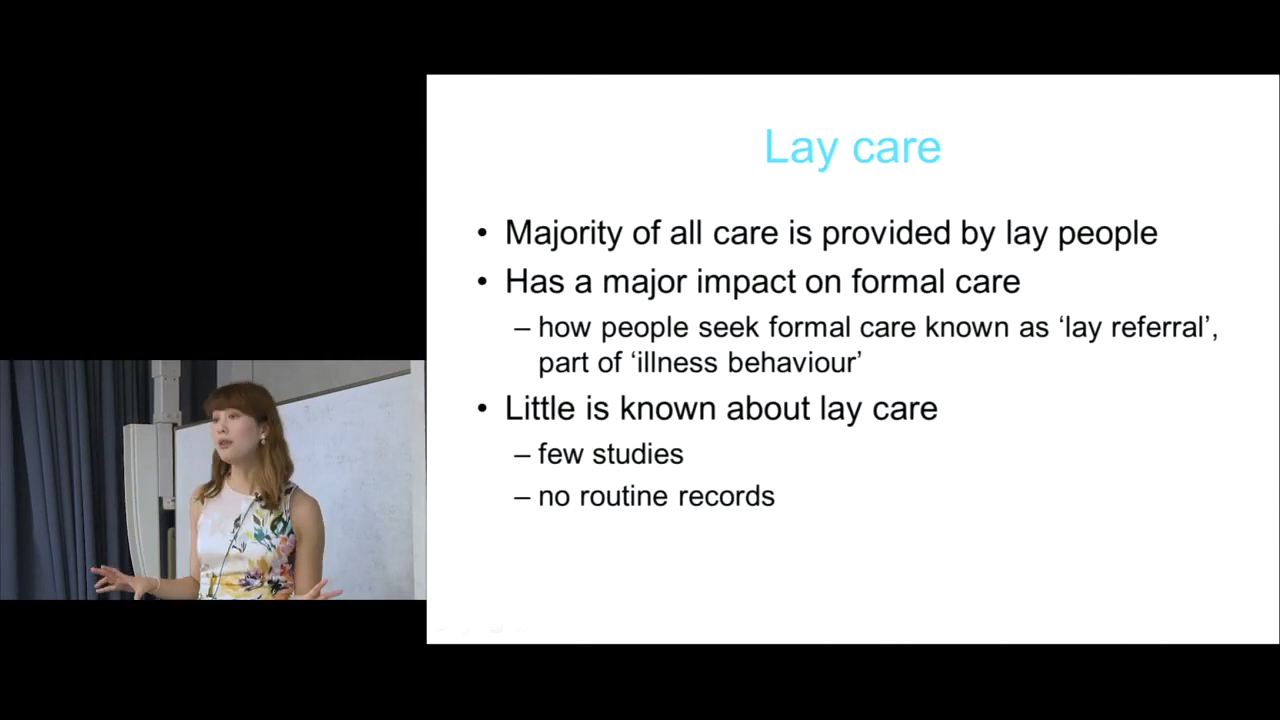 Lay care
• Majority of all care is provided by lay people
• Has a major impact on formal care
– how people seek formal care known as ‘lay referral’,
part of ‘illness behaviour’
• Little is known about lay care
– few studies
– no routine records